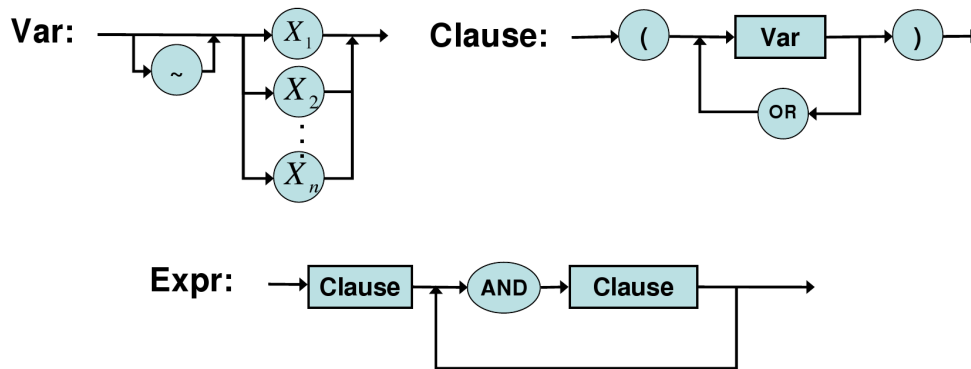 Var:
~
X1
X2
Xn
Clause:
(
Var
)
OR
Expr:
Clause
AND
Clause